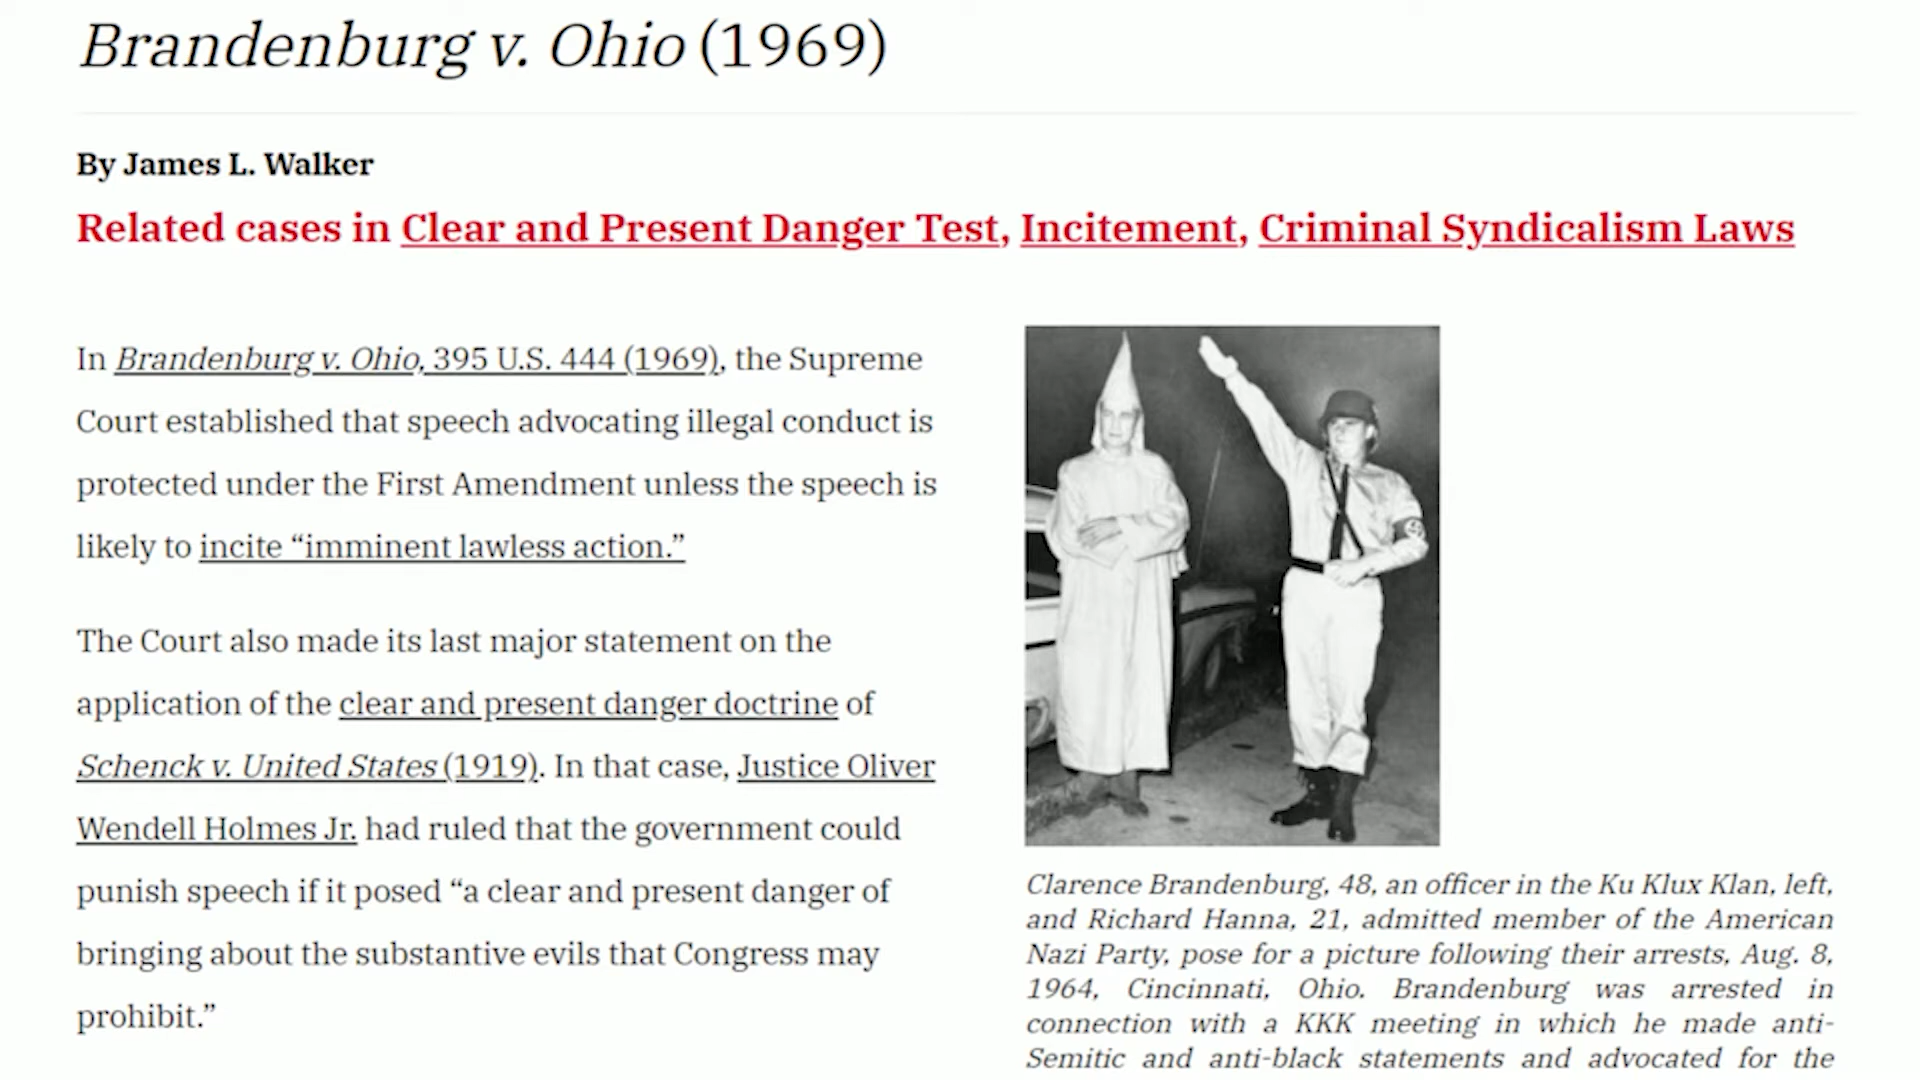 Brandenburg v. Ohio (1969)
By James L. Walker
Related cases in Clear and Present Danger Test, Incitement, Criminal Syndicalism Laws
In Brandenburg v. Ohio, 395 U.S. 444 (1969), the Supreme
Court established that speech advocating illegal conduct is
protected under the First Amendment unless the speech is
likely to incite “imminent lawless action.”
The Court also made its last major statement on the
application of the clear and present danger doctrine of
Schenck v. United States (1919). In that case, Justice Oliver
Wendell Holmes Jr. had ruled that the government could
punish speech if it posed “a clear and present danger of
bringing about the substantive evils that Congress may
prohibit.”
Clarence Brandenburg, 48, an officer in the Ku Klux Klan, left,
and Richard Hanna, 21, admitted member of the American
Nazi Party, pose for a picture following their arrests, Aug. 8,
1964, Cincinnati, Ohio. Brandenburg was arrested in
connection with a KKK meeting in which he made anti-
Semitic and anti-black statements and advocated for the